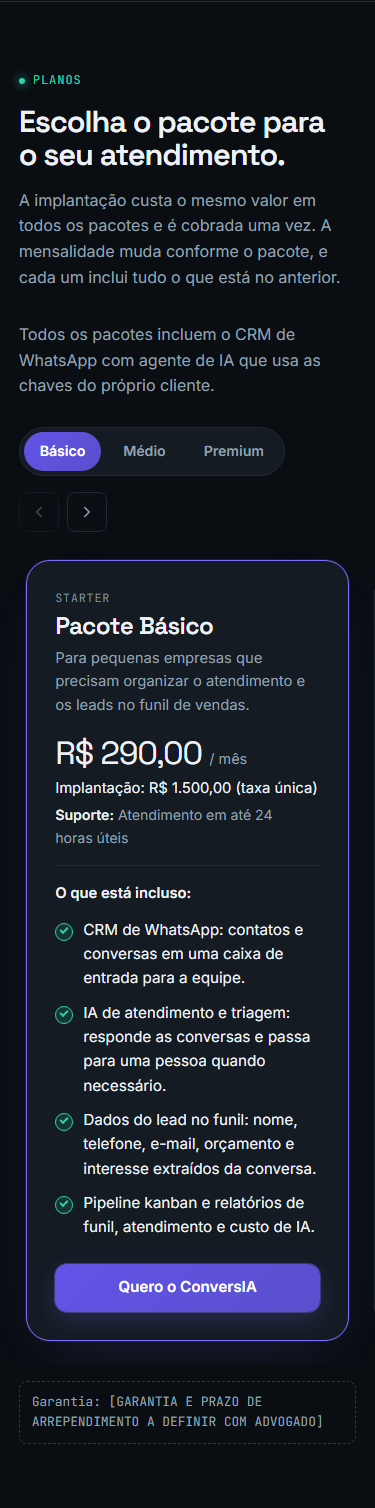 PLANOS
Escolha o pacote para
o seu atendimento.
A implantação custa o mesmo valor em
todos os pacotes e é cobrada uma vez. A
mensalidade muda conforme o pacote, e
cada um inclui tudo o que está no anterior.
Todos os pacotes incluem o CRM de
WhatsApp com agente de IA que usa as
chaves do próprio cliente.
Básico Médio Premium
STARTER
Pacote Básico
Para pequenas empresas que
precisam organizar o atendimento e
os leads no funil de vendas.
R$ 290,00 / mês
Implantação: R$ 1.500,00 (taxa única)
Suporte: Atendimento em até 24
horas úteis
O que está incluso:
CRM de WhatsApp: contatos e
conversas em uma caixa de
entrada para a equipe.
IA de atendimento e triagem:
responde as conversas e passa
para uma pessoa quando
necessário.
Dados do lead no funil: nome,
telefone, e-mail, orçamento e
interesse extraídos da conversa.
Pipeline kanban e relatórios de
funil, atendimento e custo de IA.
Quero o ConversIA
Garantia: [GARANTIA E PRAZO DE
ARREPENDIMENTO A DEFINIR COM ADVOGADO]